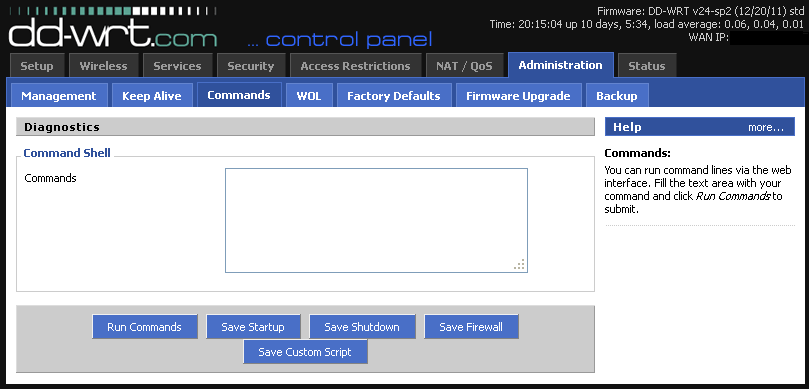 Firmware: DD-WRT v24-sp2 (12/20/11) std
Time: 20:15:04 up 10 days, 5:34, load average: 0.06, 0.04, 0.01
WAN IP:
dd-wrt.com ... control panel
Setup Wireless Services Security Access Restrictions NAT / QoS Administration Status
Management Keep Alive Commands WOL Factory Defaults Firmware Upgrade Backup
Diagnostics
Command Shell
Commands
Run Commands Save Startup Save Shutdown Save Firewall
Save Custom Script
Help more...
Commands:
You can run command lines via the web
interface. Fill the text area with your
command and click Run Commands to
submit.